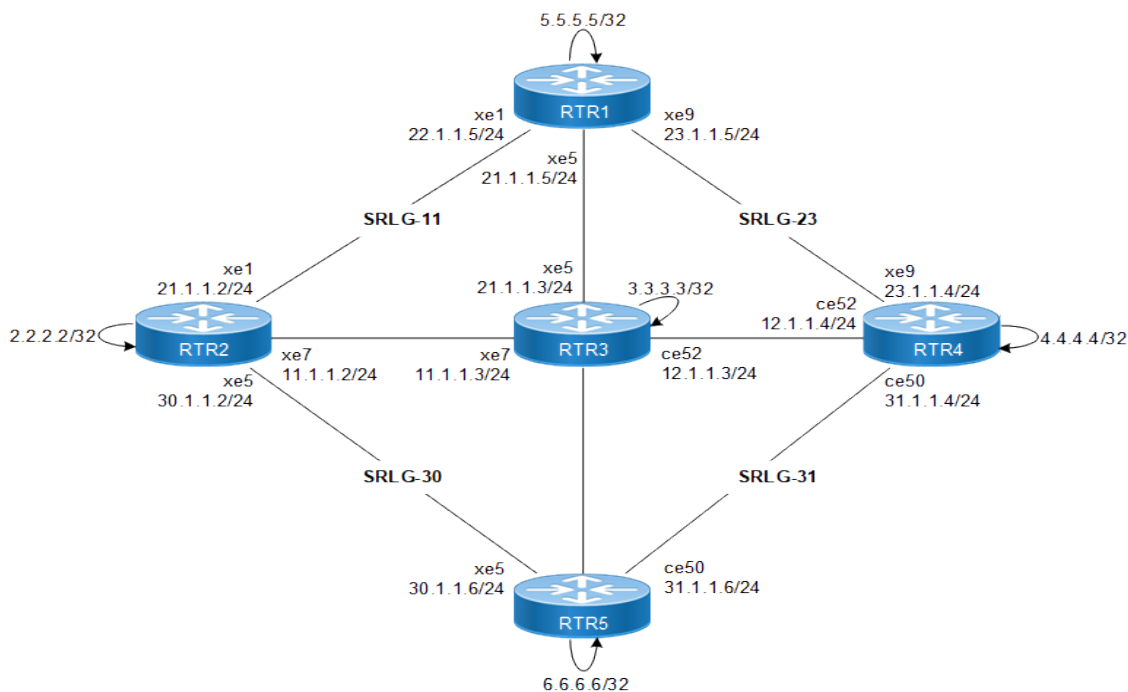 5.5.5.5/32
RTR1
xe1
22.1.1.5/24
xe9
23.1.1.5/24
xe5
21.1.1.5/24
SRLG-11
SRLG-23
xe1
21.1.1.2/24
xe5
21.1.1.3/24
3.3.3.3/32
xe9
23.1.1.4/24
ce52
12.1.1.4/24
2.2.2.2/32
RTR2
RTR3
RTR4
4.4.4.4/32
xe7
11.1.1.2/24
xe7
11.1.1.3/24
ce52
12.1.1.3/24
xe5
30.1.1.2/24
ce50
31.1.1.4/24
SRLG-30
SRLG-31
xe5
30.1.1.6/24
ce50
31.1.1.6/24
RTR5
6.6.6.6/32